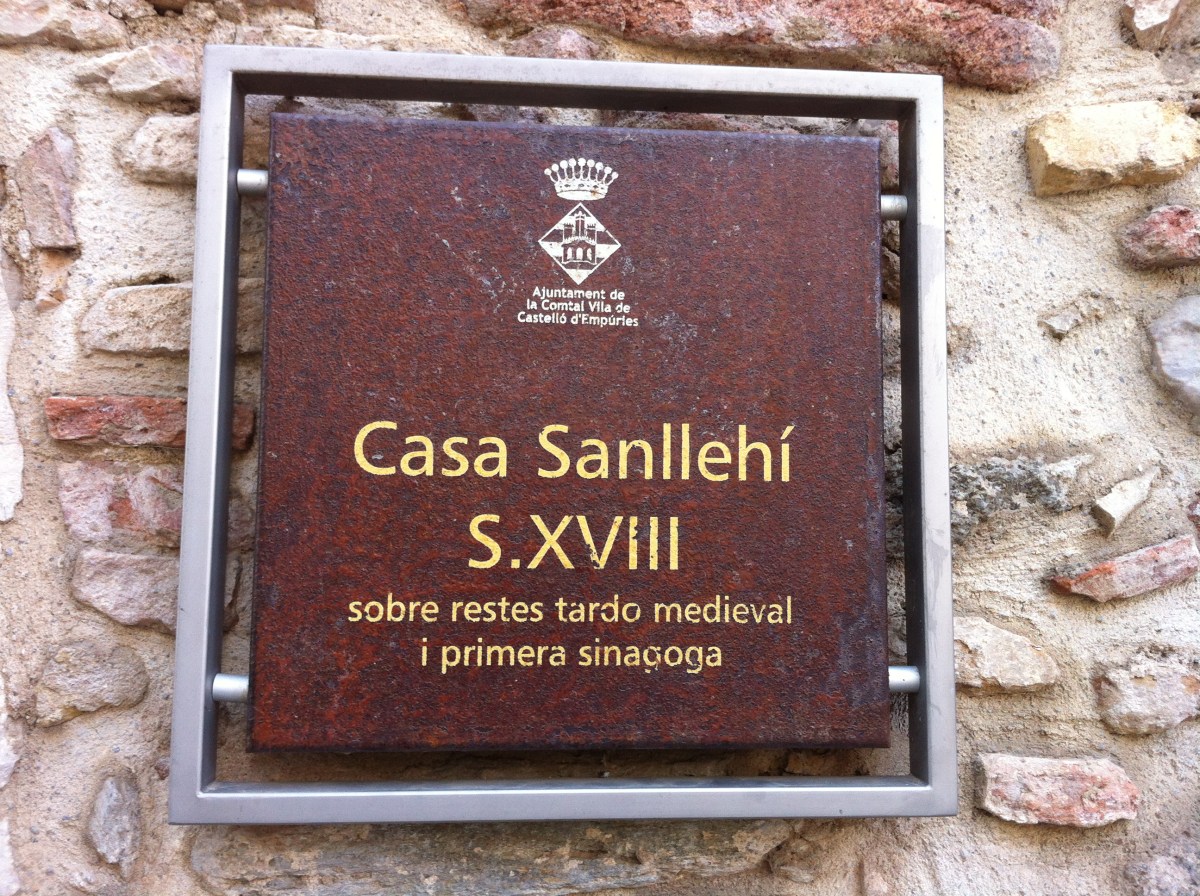 Ajuntament de
la Comtal Vila de
Castelló d'Empúries
Casa Sanllehí
S.XVIII
sobre restes tardo medieval
i primera sinagoga